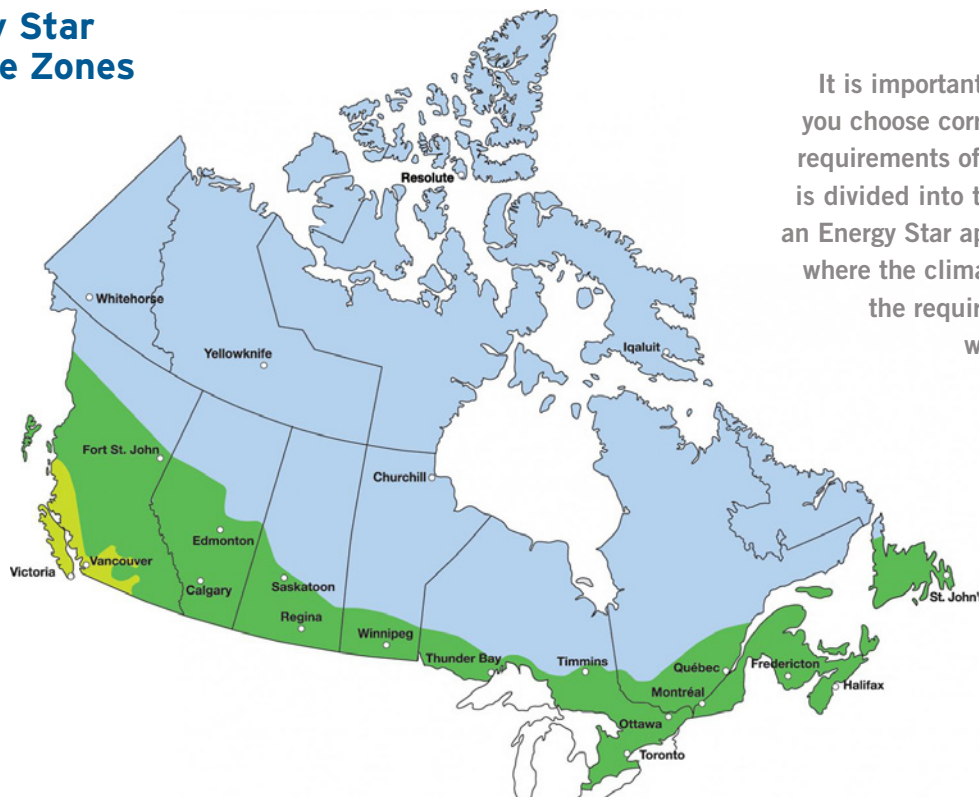 y Star
e Zones
It is important
you choose corr
requirements of
is divided into t
an Energy Star ap
where the clima
the requir
w
Resolute
Whitehorse
Yellowknife
Iqaluit
Fort St. John
Churchill
Edmonton
Vancouver
Victoria
Calgary
Saskatoon
Regina
Winnipeg
Thunder Bay
Timmins
Québec
Fredericton
St. John'
Montréal
Halifax
Ottawa
Toronto